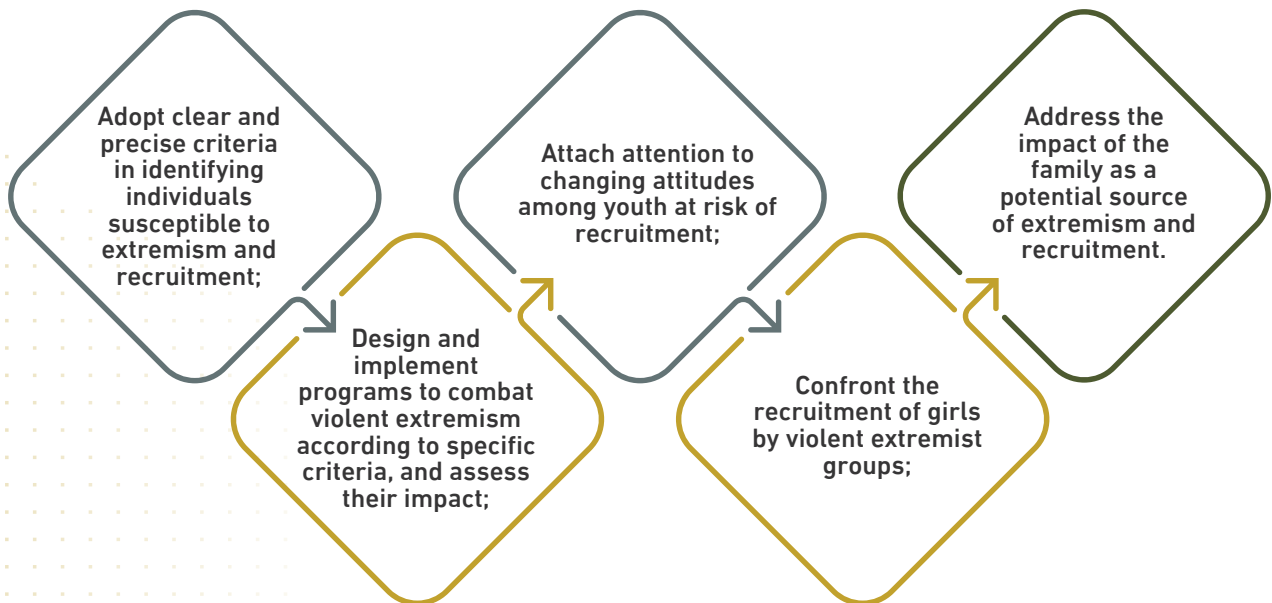 Adopt clear and
precise criteria
in identifying
individuals
susceptible to
extremism and
recruitment;
Design and
implement
programs to combat
violent extremism
according to specific
criteria, and assess
their impact;
Attach attention to
changing attitudes
among youth at risk of
recruitment;
Confront the
recruitment of girls
by violent extremist
groups;
Address the
impact of the
family as a
potential source
of extremism and
recruitment.